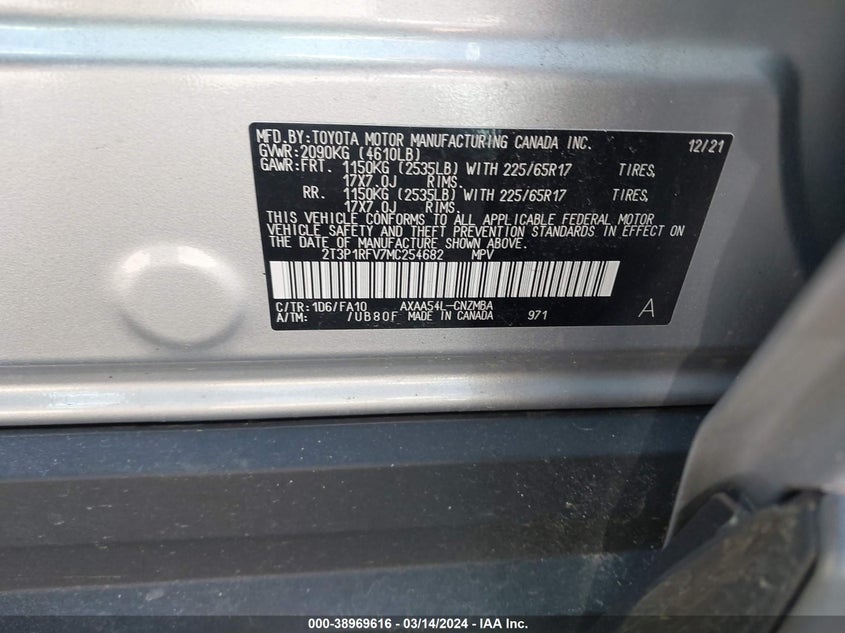 MFD.BY:TOYOTA MOTOR MANUFACTURING CANADA INC. 12/21
GVWR:2090KG (4610LB)
GAWR:FRT. 1150KG (2535LB) WITH 225/65R17 TIRES,
17X7.0J RIMS.
RR. 1150KG (2535LB) WITH 225/65R17 TIRES,
17X7.0J RIMS.
THIS VEHICLE CONFORMS TO ALL APPLICABLE FEDERAL MOTOR
VEHICLE SAFETY AND THEFT PREVENTION STANDARDS IN EFFECT ON
THE DATE OF MANUFACTURE SHOWN ABOVE.
2T3P1RFV7MC254682 MPV
C/TR:1D6/FA10 AXAA54L-CNZMBA A
A/TM: /UB80F MADE IN CANADA 971
000-38969616 - 03/14/2024 - IAA Inc.